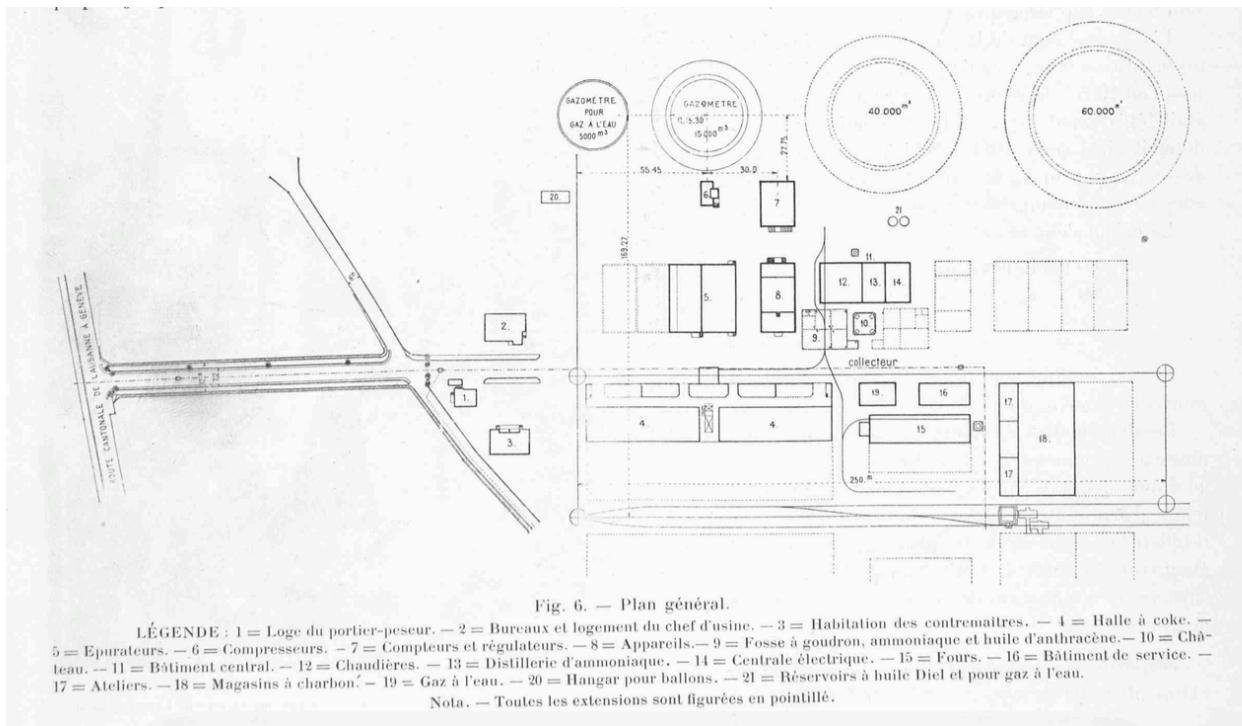 GAZOMÈTRE
POUR
GAZ À L'EAU
5000 m³
GAZOMÈTRE
15.000 m³
40.000 m³
60.000 m³
55.45
30.0
27.75
20.
6.
7
21
169.27
11.
5.
8
12.
13.
14.
2.
9.
10.
collecteur
ROUTE CANTONALE DE LAUSANNE À GENÈVE
1.
19.
16
17.
4.
4.
15
18.
3.
17
250.m
Fig. 6. — Plan général.
LÉGENDE : 1 = Loge du portier-peseur. — 2 = Bureaux et logement du chef d'usine. — 3 = Habitation des contremaîtres. — 4 = Halle à coke. —
5 = Epurateurs. — 6 = Compresseurs. — 7 = Compteurs et régulateurs. — 8 = Appareils. — 9 = Fosse à goudron, ammoniaque et huile d'anthracène. — 10 = Châ-
teau. — 11 = Bâtiment central. — 12 = Chaudières. — 13 = Distillerie d'ammoniaque. — 14 = Centrale électrique. — 15 = Fours. — 16 = Bâtiment de service. —
17 = Ateliers. — 18 = Magasins à charbon. — 19 = Gaz à l'eau. — 20 = Hangar pour ballons. — 21 = Réservoirs à huile Diel et pour gaz à l'eau.
Nota. — Toutes les extensions sont figurées en pointillé.